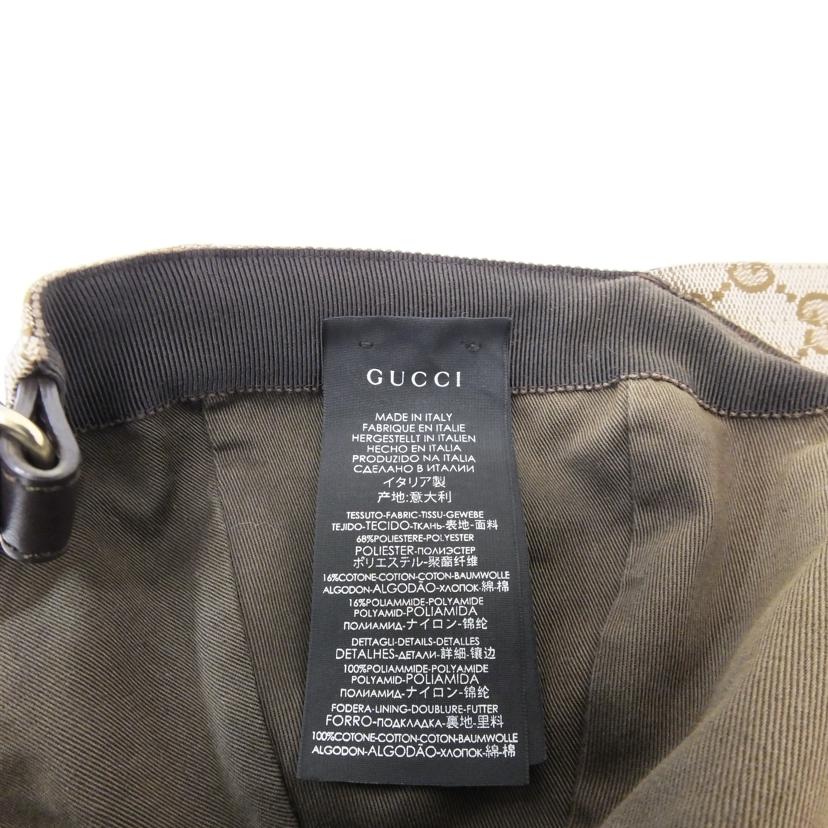 GUCCI
MADE IN ITALY
FABRIQUE EN ITALIE
HERGESTELLT IN ITALIEN
HECHO EN ITALIA
PRODUZIDO NA ITALIA
СДЕЛАНО В ИТАЛИИ
イタリア製
产地:意大利
TESSUTO-FABRIC-TISSU-GEWEBE
TEJIDO-TECIDO-ТКАНЬ-表地-面料
68%POLIESTERE-POLYESTER
POLIESTER-ПОЛИЭСТЕР
ポリエステル-聚酯纤维
16%COTONE-COTTON-COTON-BAUMWOLLE
ALGODON-ALGODÃO-ХЛОПОК-綿-棉
16%POLIAMMIDE-POLYAMIDE
POLYAMID-POLIAMIDA
ПОЛИАМИД-ナイロン-锦纶
DETTAGLI-DETAILS-DETALLES
DETALHES-ДЕТАЛИ-詳細-镶边
100%POLIAMMIDE-POLYAMIDE
POLYAMID-POLIAMIDA
ПОЛИАМИД-ナイロン-锦纶
FODERA-LINING-DOUBLURE-FUTTER
FORRO-ПОДКЛАДКА-裏地-里料
100%COTONE-COTTON-COTON-BAUMWOLLE
ALGODON-ALGODÃO-ХЛОПОК-綿-棉